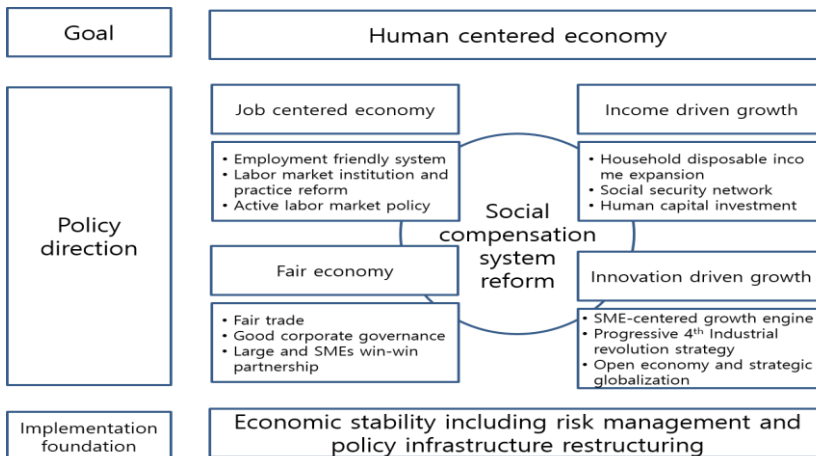 Goal
Human centered economy
Policy
direction
Job centered economy
• Employment friendly system
• Labor market institution and
practice reform
• Active labor market policy
Income driven growth
• Household disposable inco
me expansion
• Social security network
• Human capital investment
Social
compensation
system
reform
Fair economy
• Fair trade
• Good corporate governance
• Large and SMEs win-win
partnership
Innovation driven growth
• SME-centered growth engine
• Progressive 4th Industrial
revolution strategy
• Open economy and strategic
globalization
Implementation
foundation
Economic stability including risk management and
policy infrastructure restructuring